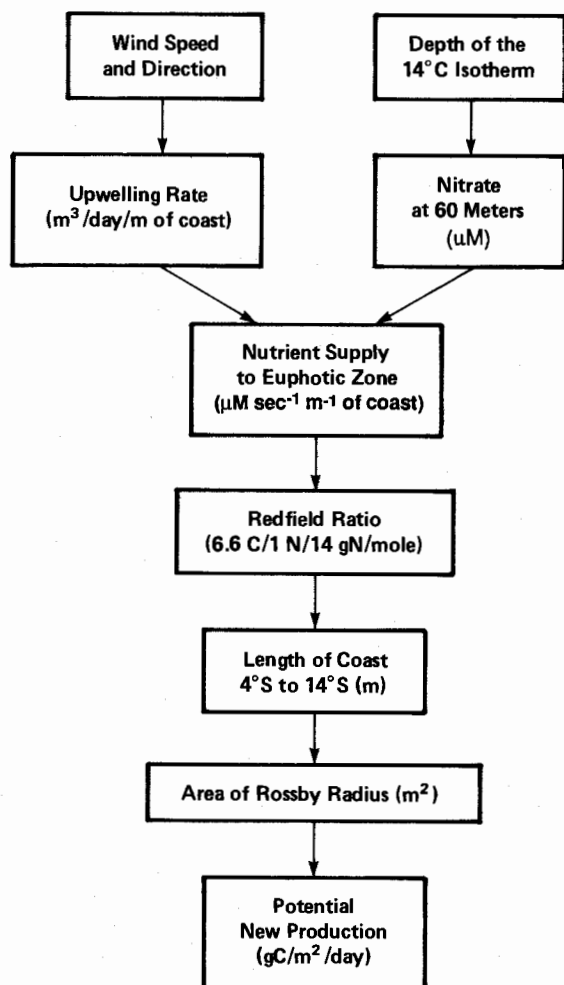 Wind Speed
and Direction
Depth of the
14°C Isotherm
Upwelling Rate
(m³/day/m of coast)
Nitrate
at 60 Meters
(uM)
Nutrient Supply
to Euphotic Zone
(μM sec⁻¹ m⁻¹ of coast)
Redfield Ratio
(6.6 C/1 N/14 gN/mole)
Length of Coast
4°S to 14°S (m)
Area of Rossby Radius (m²)
Potential
New Production
(gC/m²/day)